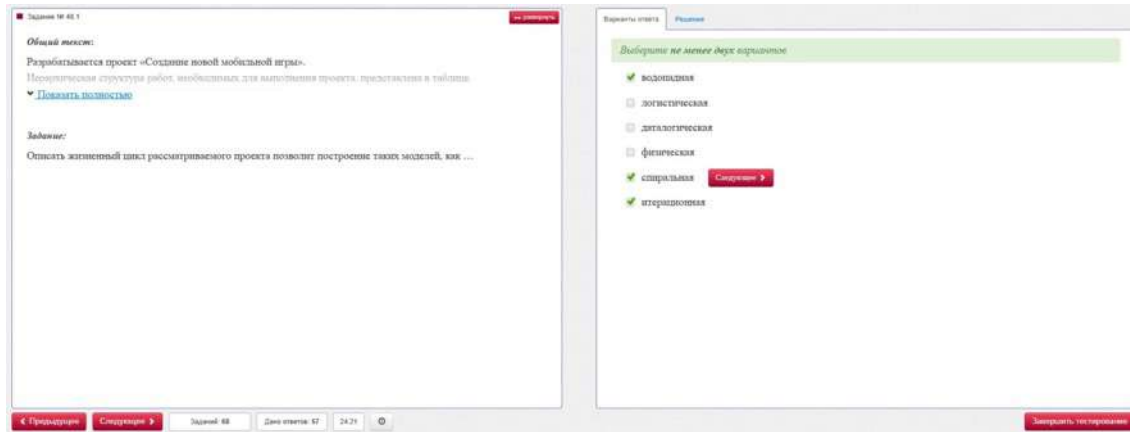 Задание № 48.1
развернуть
Общий текст:
Разрабатывается проект «Создание новой мобильной игры».
Иерархическая структура работ, необходимых для выполнения проекта, представлена в таблице.
Показать полностью
Задание:
Описать жизненный цикл рассматриваемого проекта позволит построение таких моделей, как …
Предыдущее
Следующее
Заданий: 68
Дано ответов: 67
24:21
Варианты ответа
Решение
Выберите не менее двух вариантов
водопадная
логистическая
даталогическая
физическая
спиральная
Следующее
итерационная
Завершить тестирование